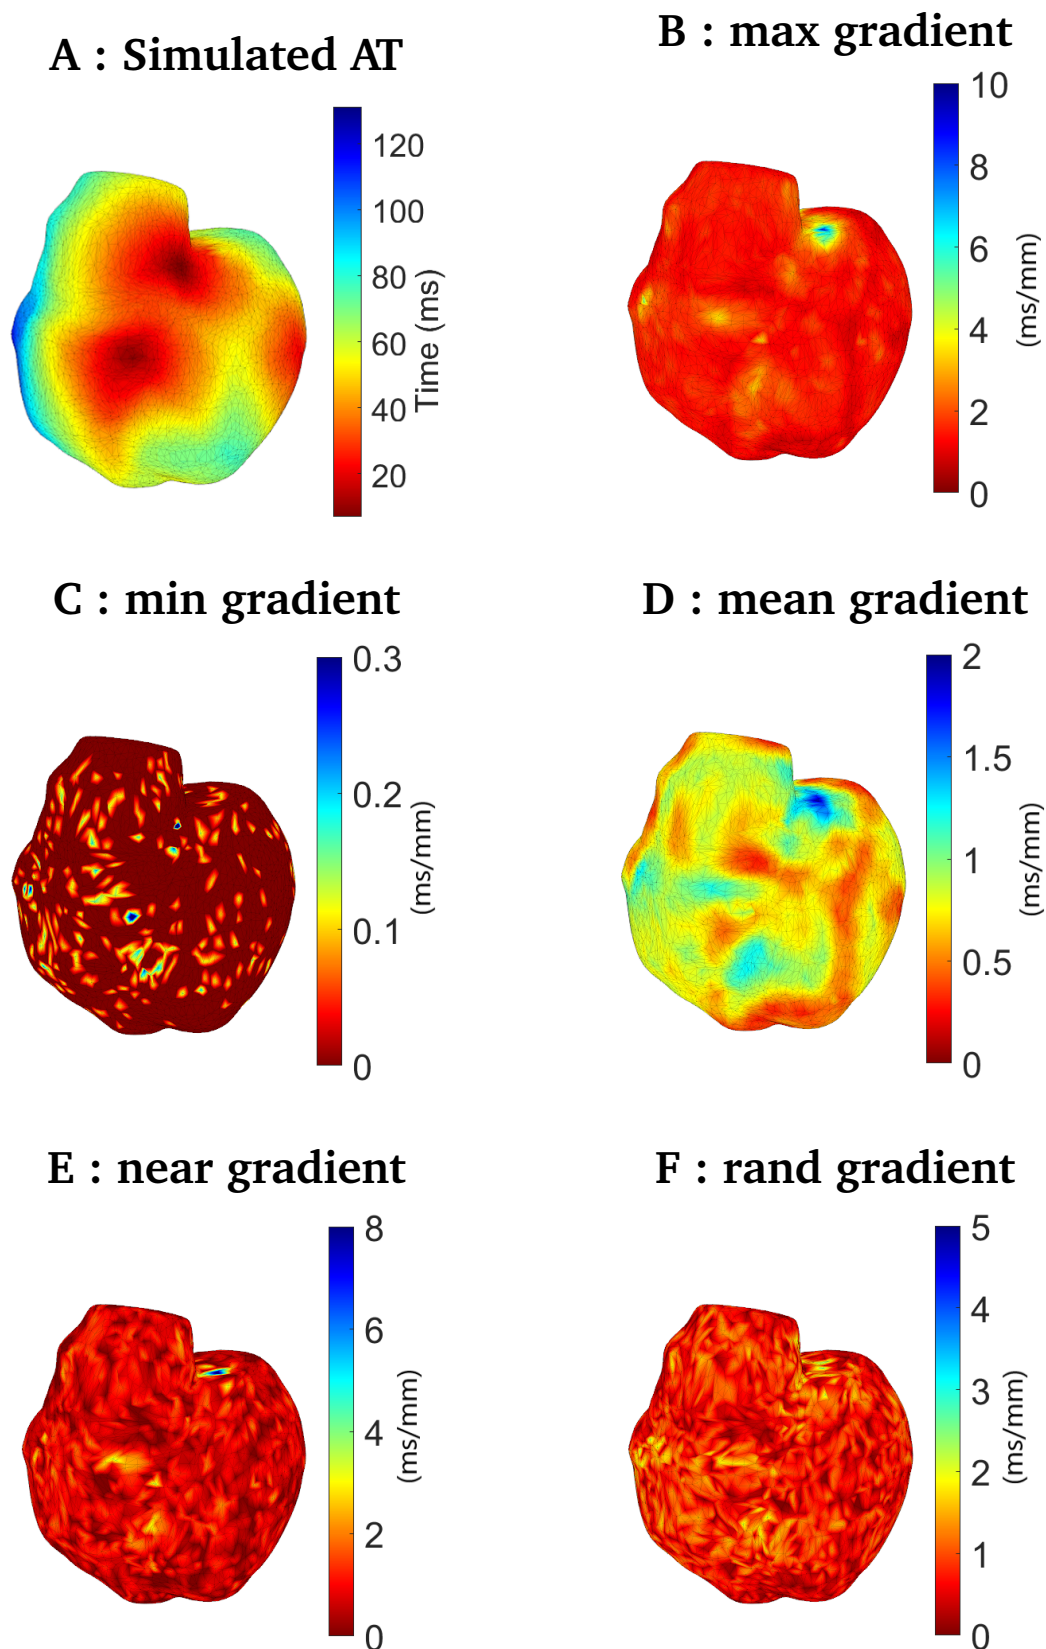 A : Simulated AT
120
100
80
60
40
20
Time (ms)
B : max gradient
10
8
6
4
2
0
(ms/mm)
C : min gradient
0.3
0.2
0.1
0
(ms/mm)
D : mean gradient
2
1.5
1
0.5
0
(ms/mm)
E : near gradient
8
6
4
2
0
(ms/mm)
F : rand gradient
5
4
3
2
1
0
(ms/mm)